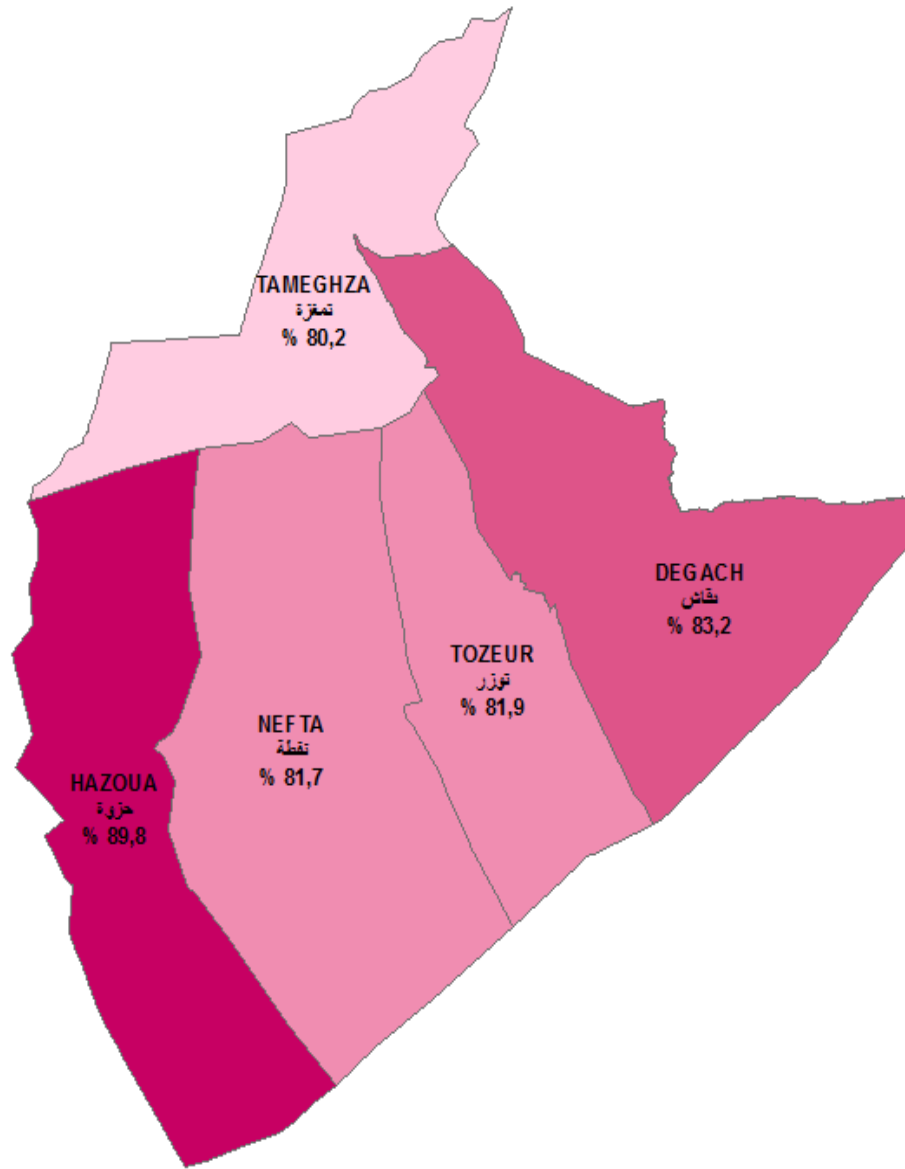 TAMEGHZA
تمغزة
% 80,2
DEGACH
دقاش
% 83,2
TOZEUR
توزر
% 81,9
NEFTA
نفطة
% 81,7
HAZOUA
حزوة
% 89,8